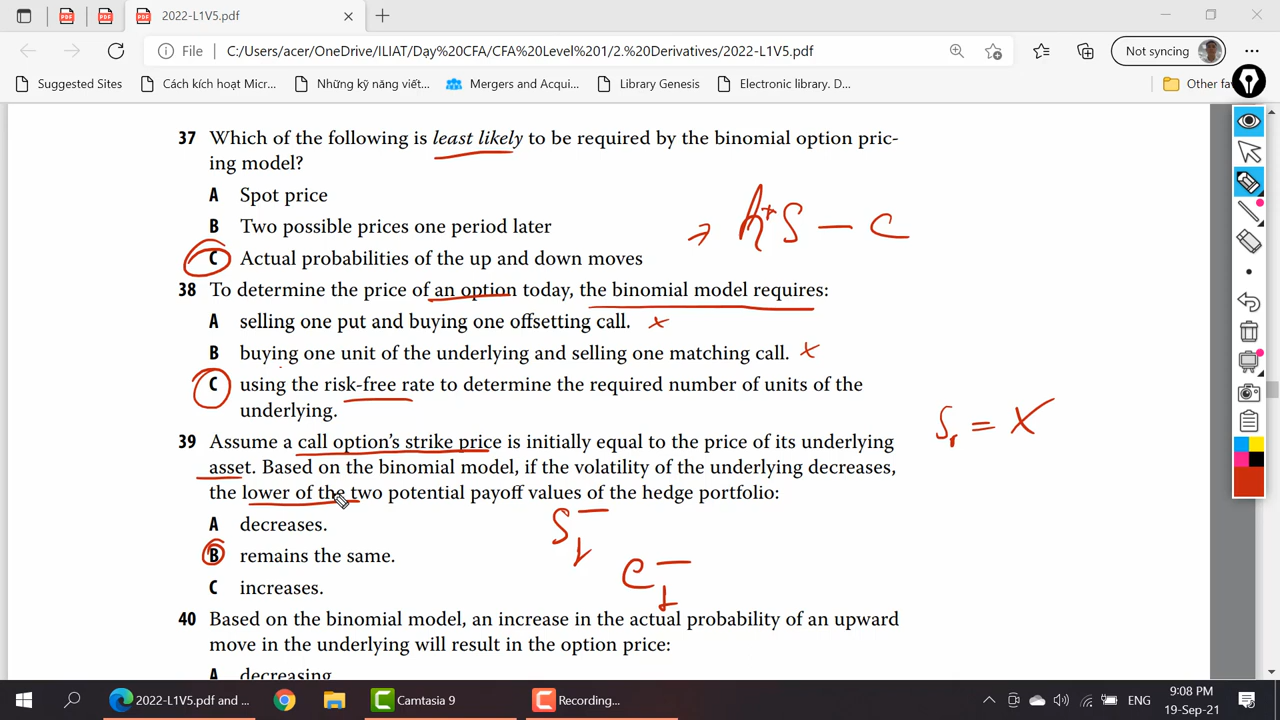 2022-L1V5.pdf
File
C:/Users/acer/OneDrive/ILIAT/Day%20CFA/CFA%20Level%201/2.%20Derivatives/2022-L1V5.pdf
Not syncing
Suggested Sites
Cách kích hoạt Micr...
Những kỹ năng viết...
Mergers and Acqui...
Library Genesis
Electronic library. D...
Other fav
37 Which of the following is least likely to be required by the binomial option pric-
ing model?
A Spot price
B Two possible prices one period later
C Actual probabilities of the up and down moves
S — C
38 To determine the price of an option today, the binomial model requires:
A selling one put and buying one offsetting call. x
B buying one unit of the underlying and selling one matching call. x
C using the risk-free rate to determine the required number of units of the
underlying.
= X
39 Assume a call option's strike price is initially equal to the price of its underlying
asset. Based on the binomial model, if the volatility of the underlying decreases,
the lower of the two potential payoff values of the hedge portfolio:
A decreases.
B remains the same.
C increases.
40 Based on the binomial model, an increase in the actual probability of an upward
move in the underlying will result in the option price:
A decreasing
2022-L1V5.pdf and ...
Camtasia 9
Recording...
ENG
9:08 PM
19-Sep-21